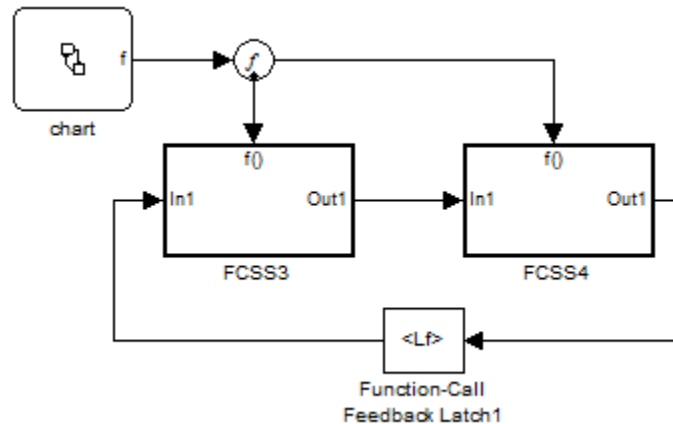 f
f
chart
f()
f()
In1
Out1
In1
Out1
FCSS3
FCSS4
<Lf>
Function-Call
Feedback Latch1